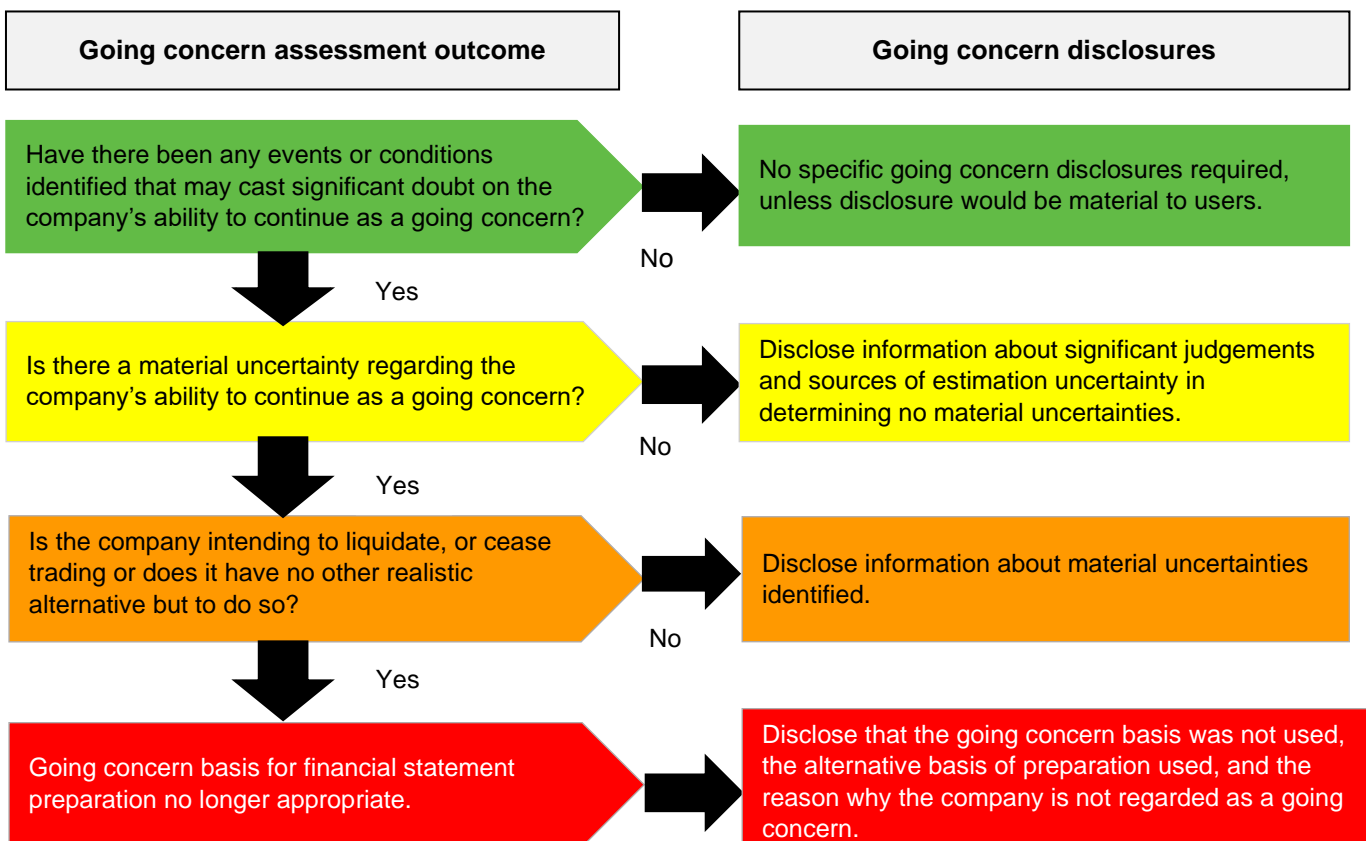 Going concern assessment outcome
Going concern disclosures
Have there been any events or conditions
identified that may cast significant doubt on the
company’s ability to continue as a going concern?
No
No specific going concern disclosures required,
unless disclosure would be material to users.
Yes
Is there a material uncertainty regarding the
company’s ability to continue as a going concern?
No
Disclose information about significant judgements
and sources of estimation uncertainty in
determining no material uncertainties.
Yes
Is the company intending to liquidate, or cease
trading or does it have no other realistic
alternative but to do so?
No
Disclose information about material uncertainties
identified.
Yes
Going concern basis for financial statement
preparation no longer appropriate.
Disclose that the going concern basis was not used,
the alternative basis of preparation used, and the
reason why the company is not regarded as a going
concern.